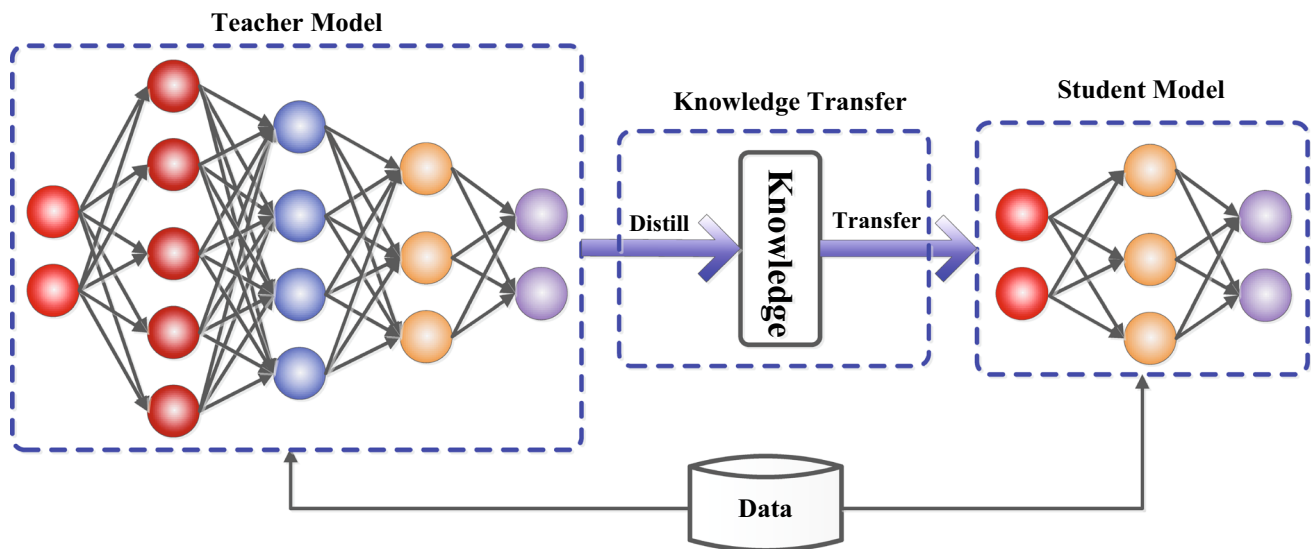 Teacher Model
Knowledge Transfer
Student Model
Distill
Knowledge
Transfer
Data